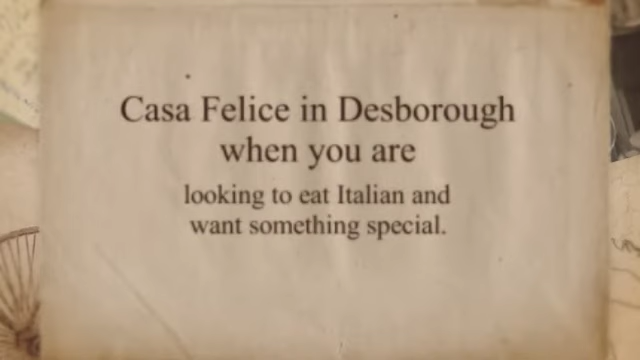 Casa Felice in Desborough
when you are
looking to eat Italian and
want something special.